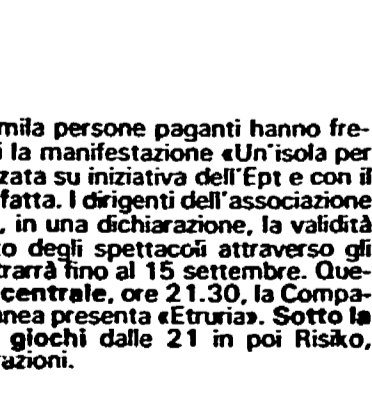 mila persone paganti hanno fre-
i la manifestazione «Un'isola per
zata su iniziativa dell'Ept e con il
fatta. I dirigenti dell'associazione
, in una dichiarazione, la validità
to degli spettacoli attraverso gli
trarrà fino al 15 settembre. Que-
centrale, ore 21.30, la Compa-
nea presenta «Etruria». Sotto la
giochi dalle 21 in poi Risiko,
azioni.